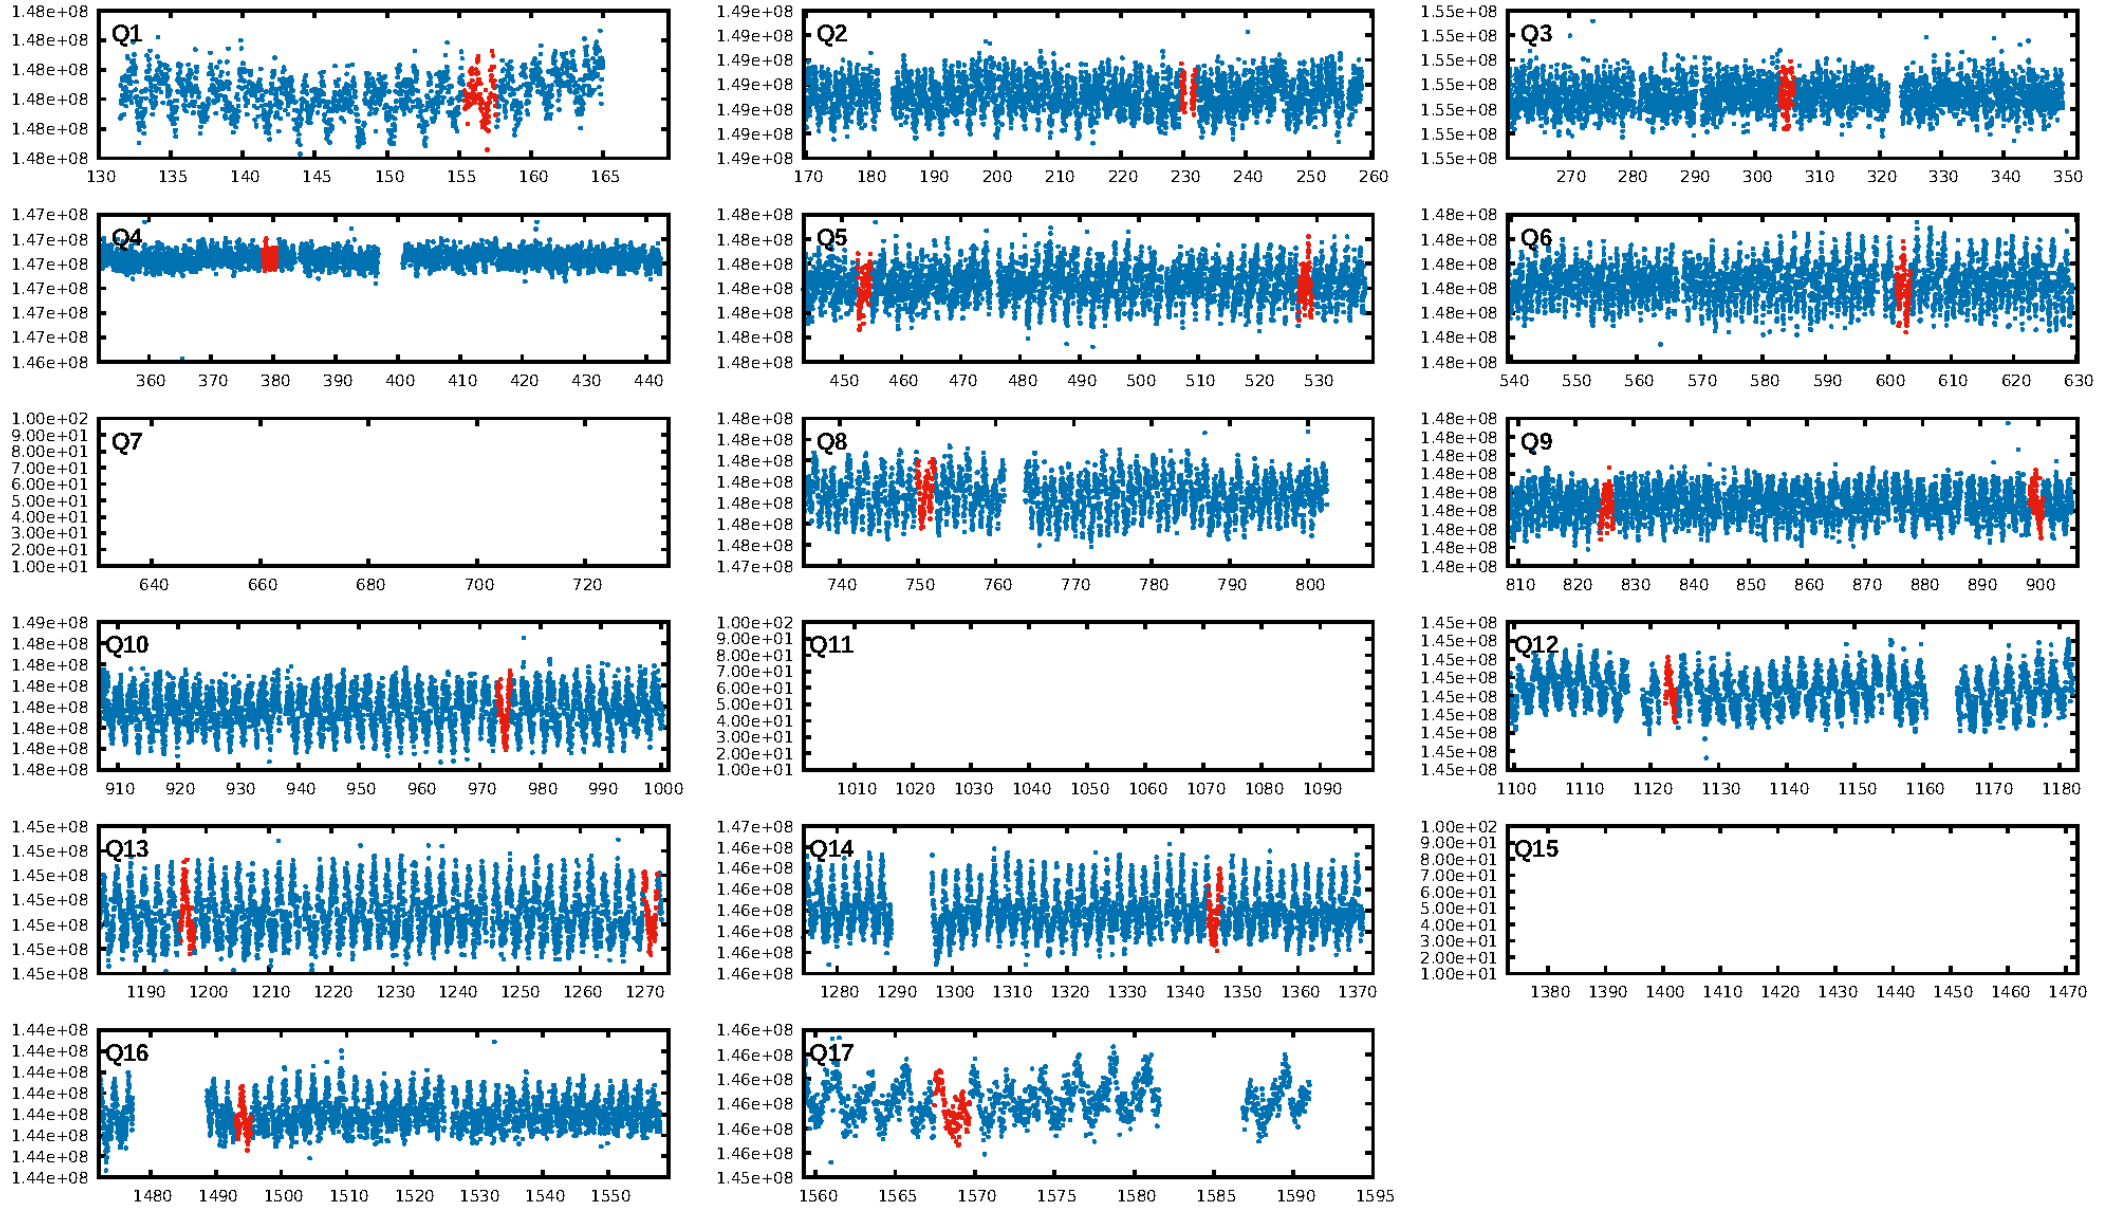 1.48e+08 1.48e+08 1.48e+08 1.48e+08 1.48e+08 1.48e+08
Q1
130 135 140 145 150 155 160 165
1.49e+08 1.49e+08 1.49e+08 1.49e+08 1.49e+08 1.49e+08 1.49e+08
Q2
170 180 190 200 210 220 230 240 250 260
1.55e+08 1.55e+08 1.55e+08 1.55e+08 1.55e+08 1.55e+08 1.55e+08
Q3
270 280 290 300 310 320 330 340 350
1.47e+08 1.47e+08 1.47e+08 1.47e+08 1.47e+08 1.47e+08 1.46e+08
Q4
360 370 380 390 400 410 420 430 440
1.48e+08 1.48e+08 1.48e+08 1.48e+08 1.48e+08 1.48e+08 1.48e+08
Q5
450 460 470 480 490 500 510 520 530
1.48e+08 1.48e+08 1.48e+08 1.48e+08 1.48e+08 1.48e+08 1.48e+08
Q6
540 550 560 570 580 590 600 610 620 630
1.00e+02 9.00e+01 8.00e+01 7.00e+01 6.00e+01 5.00e+01 4.00e+01 3.00e+01 2.00e+01 1.00e+01
Q7
640 660 680 700 720
1.48e+08 1.48e+08 1.48e+08 1.48e+08 1.48e+08 1.48e+08 1.48e+08 1.47e+08
Q8
740 750 760 770 780 790 800
1.48e+08 1.48e+08 1.48e+08 1.48e+08 1.48e+08 1.48e+08 1.48e+08 1.48e+08 1.48e+08
Q9
810 820 830 840 850 860 870 880 890 900
1.49e+08 1.48e+08 1.48e+08 1.48e+08 1.48e+08 1.48e+08 1.48e+08 1.48e+08
Q10
910 920 930 940 950 960 970 980 990 1000
1.00e+02 9.00e+01 8.00e+01 7.00e+01 6.00e+01 5.00e+01 4.00e+01 3.00e+01 2.00e+01 1.00e+01
Q11
1010 1020 1030 1040 1050 1060 1070 1080 1090
1.45e+08 1.45e+08 1.45e+08 1.45e+08 1.45e+08 1.45e+08 1.45e+08 1.45e+08 1.45e+08
Q12
1100 1110 1120 1130 1140 1150 1160 1170 1180
1.45e+08 1.45e+08 1.45e+08 1.45e+08 1.45e+08 1.45e+08 1.45e+08
Q13
1190 1200 1210 1220 1230 1240 1250 1260 1270
1.47e+08 1.46e+08 1.46e+08 1.46e+08 1.46e+08 1.46e+08 1.46e+08 1.46e+08
Q14
1280 1290 1300 1310 1320 1330 1340 1350 1360 1370
1.00e+02 9.00e+01 8.00e+01 7.00e+01 6.00e+01 5.00e+01 4.00e+01 3.00e+01 2.00e+01 1.00e+01
Q15
1380 1390 1400 1410 1420 1430 1440 1450 1460 1470
1.44e+08 1.44e+08 1.44e+08 1.44e+08 1.44e+08 1.44e+08 1.44e+08 1.44e+08
Q16
1480 1490 1500 1510 1520 1530 1540 1550
1.46e+08 1.46e+08 1.46e+08 1.46e+08 1.46e+08 1.46e+08 1.45e+08
Q17
1560 1565 1570 1575 1580 1585 1590 1595